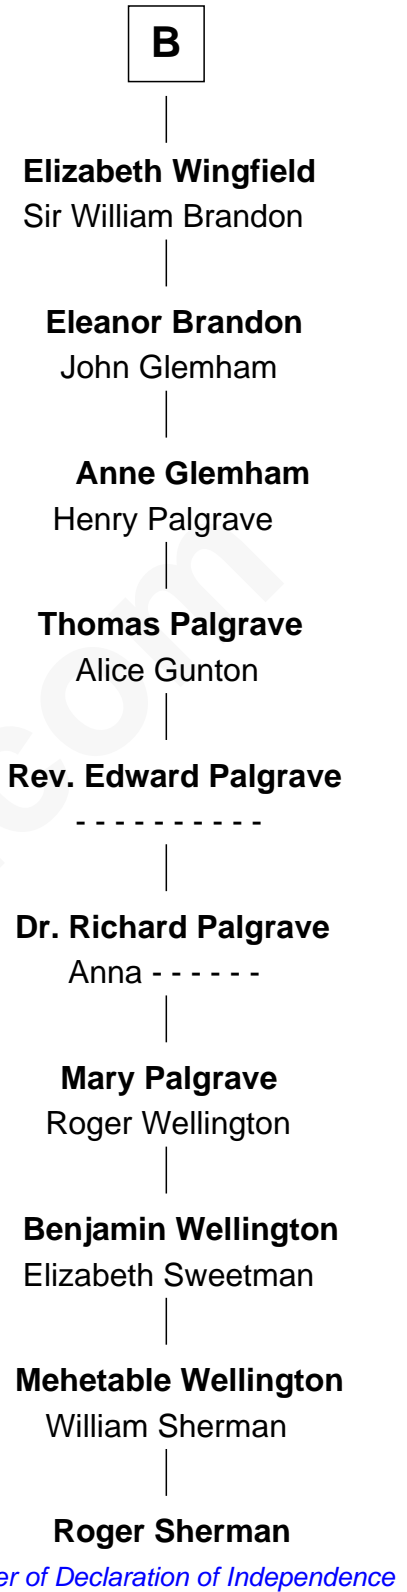 B
Elizabeth Wingfield
Sir William Brandon
Eleanor Brandon
John Glemham
Anne Glemham
Henry Palgrave
Thomas Palgrave
Alice Gunton
Rev. Edward Palgrave
- - - - - - - - - -
Dr. Richard Palgrave
Anna - - - - - -
Mary Palgrave
Roger Wellington
Benjamin Wellington
Elizabeth Sweetman
Mehetable Wellington
William Sherman
Roger Sherman
er of Declaration of Independence